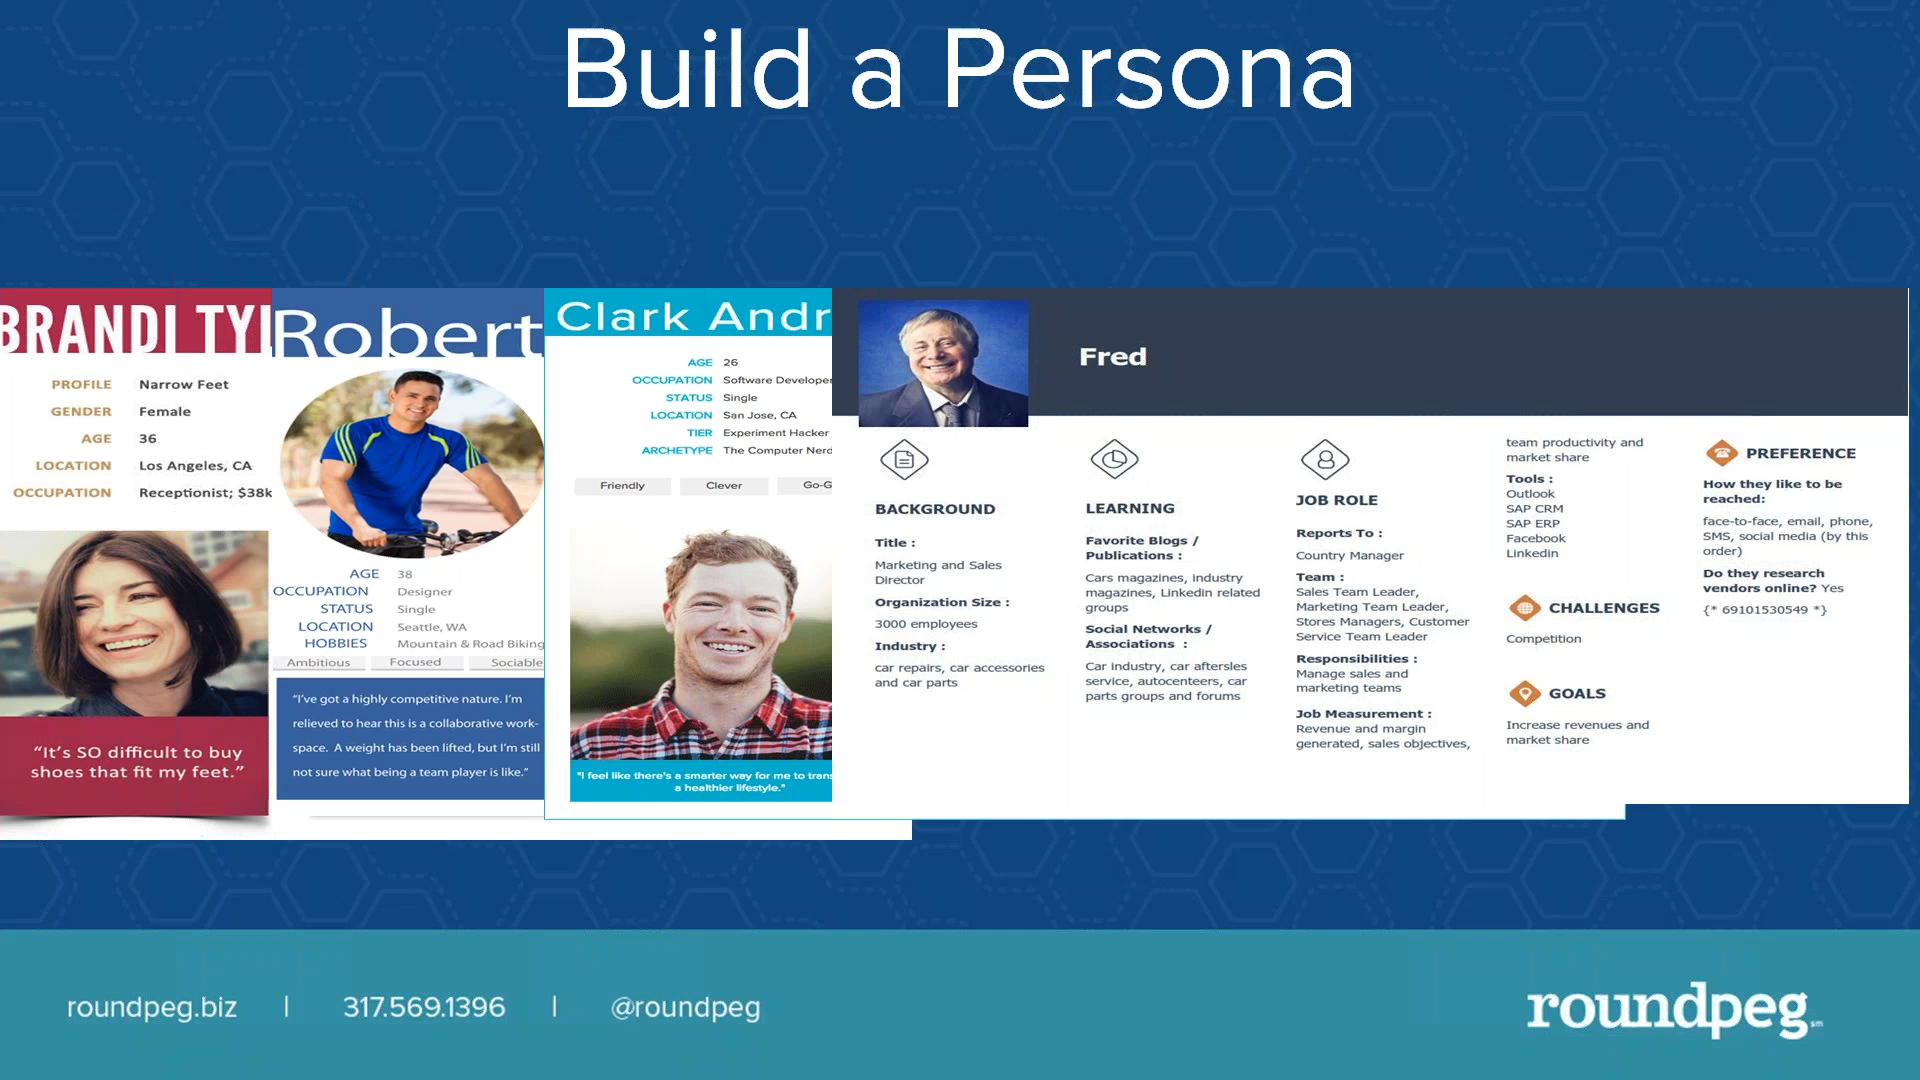 Build a Persona
BRANDI TYL
PROFILE Narrow Feet
GENDER Female
AGE 36
LOCATION Los Angeles, CA
OCCUPATION Receptionist; $38k
“It’s SO difficult to buy
shoes that fit my feet.”
Robert
AGE 38
OCCUPATION Designer
STATUS Single
LOCATION Seattle, WA
HOBBIES Mountain & Road Biking
Ambitious Focused Sociable
“I’ve got a highly competitive nature. I’m
relieved to hear this is a collaborative work-
space. A weight has been lifted, but I’m still
not sure what being a team player is like.”
Clark Andr
AGE 26
OCCUPATION Software Developer
STATUS Single
LOCATION San Jose, CA
TIER Experiment Hacker
ARCHETYPE The Computer Nerd
Friendly Clever Go-G
"I feel like there's a smarter way for me to trans
a healthier lifestyle."
Fred
BACKGROUND
Title :
Marketing and Sales
Director
Organization Size :
3000 employees
Industry :
car repairs, car accessories
and car parts
LEARNING
Favorite Blogs /
Publications :
Cars magazines, industry
magazines, Linkedin related
groups
Social Networks /
Associations :
Car industry, car aftersles
service, autocenteers, car
parts groups and forums
JOB ROLE
Reports To :
Country Manager
Team :
Sales Team Leader,
Marketing Team Leader,
Stores Managers, Customer
Service Team Leader
Responsibilities :
Manage sales and
marketing teams
Job Measurement :
Revenue and margin
generated, sales objectives,
team productivity and
market share
Tools :
Outlook
SAP CRM
SAP ERP
Facebook
Linkedin
CHALLENGES
Competition
GOALS
Increase revenues and
market share
PREFERENCE
How they like to be
reached:
face-to-face, email, phone,
SMS, social media (by this
order)
Do they research
vendors online? Yes
{* 69101530549 *}
roundpeg.biz | 317.569.1396 | @roundpeg
roundpeg sm